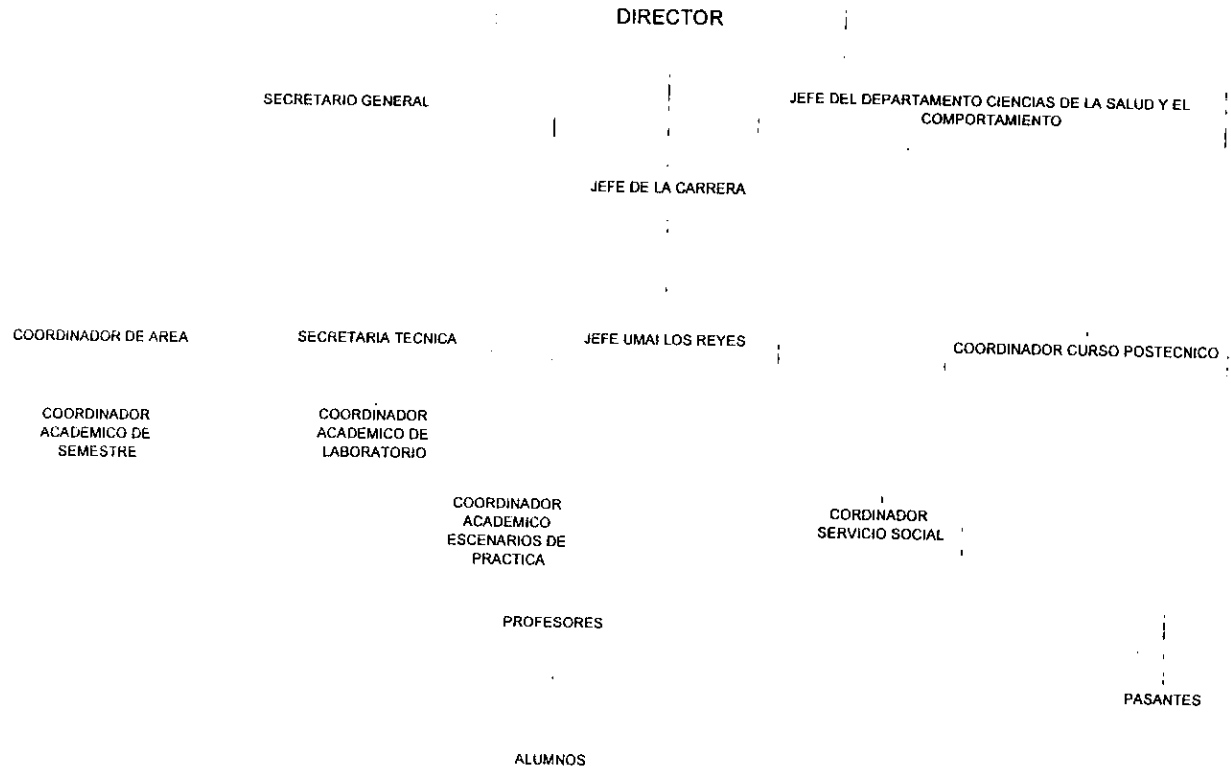 DIRECTOR
SECRETARIO GENERAL
JEFE DEL DEPARTAMENTO CIENCIAS DE LA SALUD Y EL
COMPORTAMIENTO
JEFE DE LA CARRERA
COORDINADOR DE AREA
SECRETARIA TECNICA
JEFE UMAI LOS REYES
COORDINADOR CURSO POSTECNICO
COORDINADOR
ACADEMICO DE
SEMESTRE
COORDINADOR
ACADEMICO DE
LABORATORIO
COORDINADOR
ACADEMICO
ESCENARIOS DE
PRACTICA
CORDINADOR
SERVICIO SOCIAL
PROFESORES
PASANTES
ALUMNOS